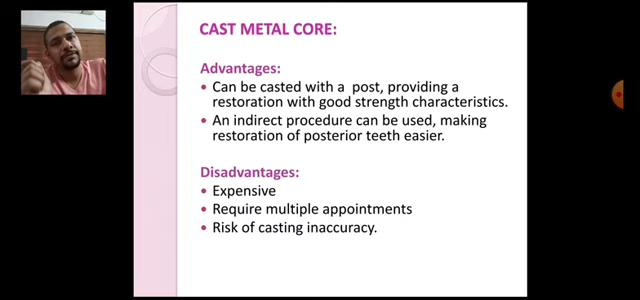 CAST METAL CORE:
Advantages:
• Can be casted with a post, providing a
restoration with good strength characteristics.
• An indirect procedure can be used, making
restoration of posterior teeth easier.
Disadvantages:
• Expensive
• Require multiple appointments
• Risk of casting inaccuracy.